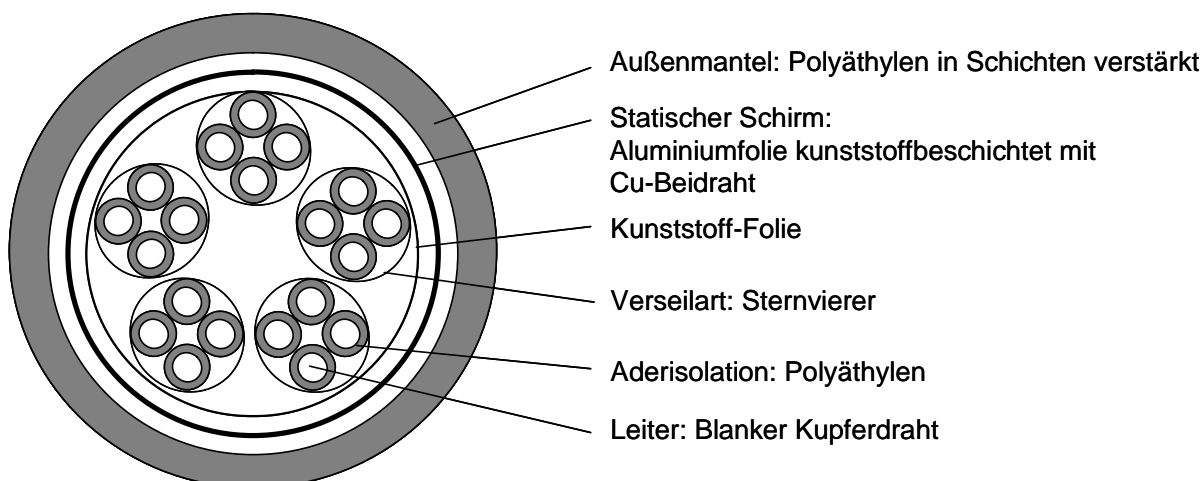 Außenmantel: Polyäthylen in Schichten verstärkt
Statischer Schirm:
Aluminiumfolie kunststoffbeschichtet mit
Cu-Beidraht
Kunststoff-Folie
Verseilart: Sternvierer
Aderisolation: Polyäthylen
Leiter: Blanker Kupferdraht